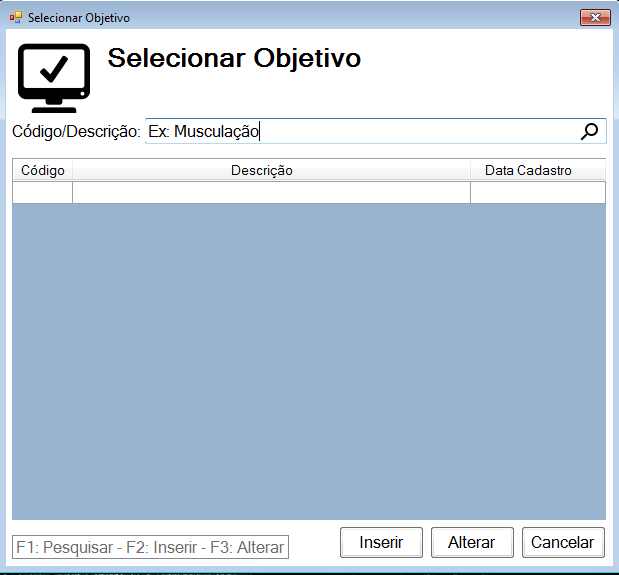 Selecionar Objetivo
Selecionar Objetivo
Código/Descrição: Ex: Musculação
Código Descrição Data Cadastro
F1: Pesquisar - F2: Inserir - F3: Alterar Inserir Alterar Cancelar